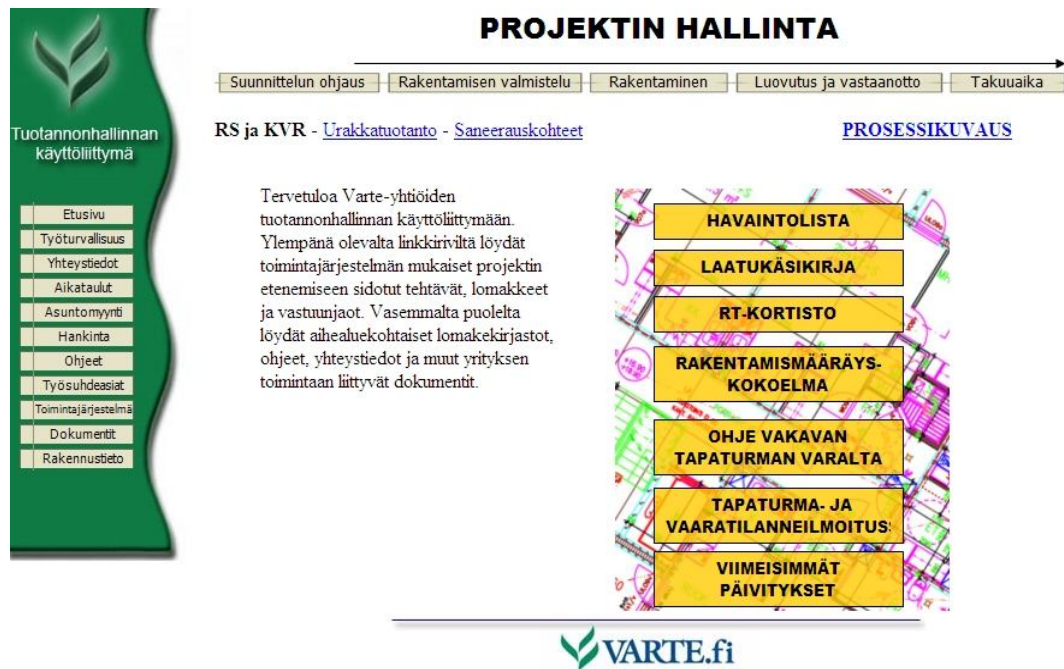 PROJEKTIN HALLINTA
Suunnittelun ohjaus Rakentamisen valmistelu Rakentaminen Luovutus ja vastaanotto Takuuaika
Tuotannonhallinnan
käyttöliittymä
RS ja KVR - Urakkatuotanto - Saneerauskohteet PROSESSIKUVAUS
Etusivu
Työturvallisuus
Yhteystiedot
Aikataulut
Asuntomyynti
Hankinta
Ohjeet
Työsuhdeasiat
Toimintajärjestelmä
Dokumentit
Rakennustieto
Tervetuloa Varte-yhtiöiden
tuotannonhallinnan käyttöliittymään.
Ylempänä olevalta linkkiriviltä löydät
toimintajärjestelmän mukaiset projektin
etenemiseen sidotut tehtävät, lomakkeet
ja vastuunjaot. Vasemmalta puolelta
löydät aihealuekohtaiset lomakekirjastot,
ohjeet, yhteystiedot ja muut yrityksen
toimintaan liittyvät dokumentit.
HAVAINTOLISTA
LAATUKÄSIKIRJA
RT-KORTISTO
RAKENTAMISMÄÄRÄYS-
KOKOELMA
OHJE VAKAVAN
TAPATURMAN VARALTA
TAPATURMA- JA
VAARATILANNEILMOITUS
VIIMEISIMMÄT
PÄIVITYKSET
VARTE.fi